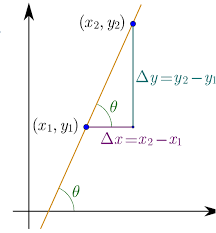 (x₂, y₂)
Δy=y₂−y₁
θ
(x₁, y₁)
Δx=x₂−x₁
θ